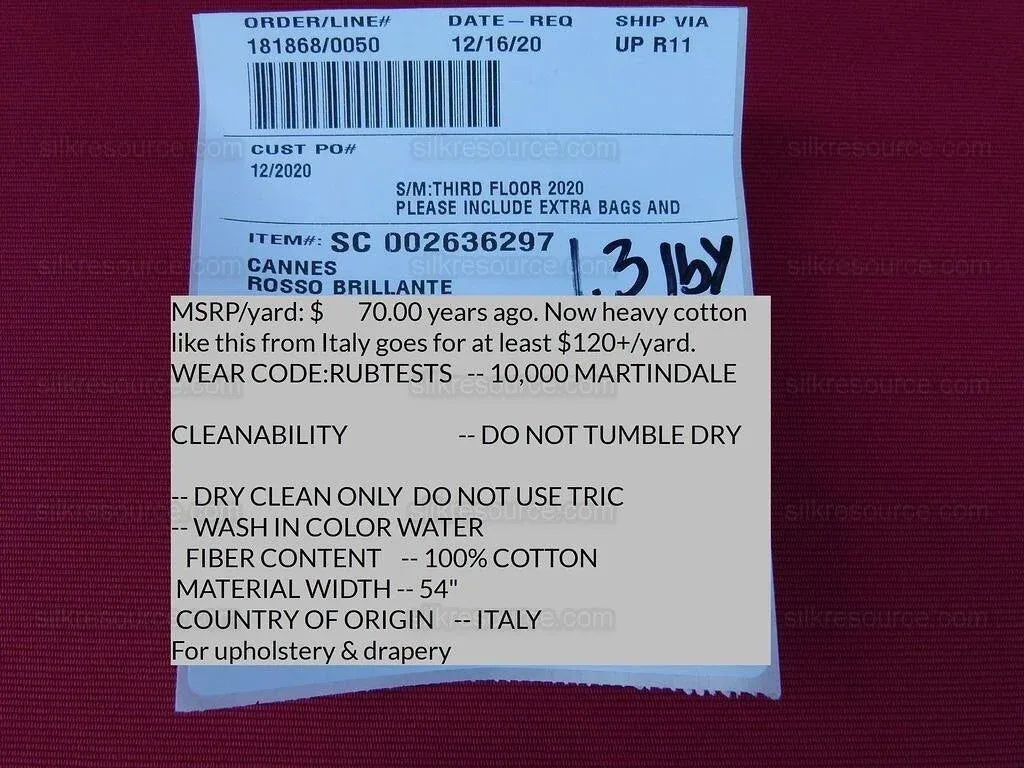 ORDER/LINE# DATE—REQ SHIP VIA
181868/0050 12/16/20 UP R11
CUST PO#
12/2020
S/M:THIRD FLOOR 2020
PLEASE INCLUDE EXTRA BAGS AND
ITEM#: SC 002636297
CANNES
ROSSO BRILLANTE
MSRP/yard: $ 70.00 years ago. Now heavy cotton
like this from Italy goes for at least $120+/yard.
WEAR CODE:RUBTESTS -- 10,000 MARTINDALE
CLEANABILITY -- DO NOT TUMBLE DRY
-- DRY CLEAN ONLY DO NOT USE TRIC
-- WASH IN COLOR WATER
FIBER CONTENT -- 100% COTTON
MATERIAL WIDTH -- 54"
COUNTRY OF ORIGIN -- ITALY
For upholstery & drapery
silkresource.com